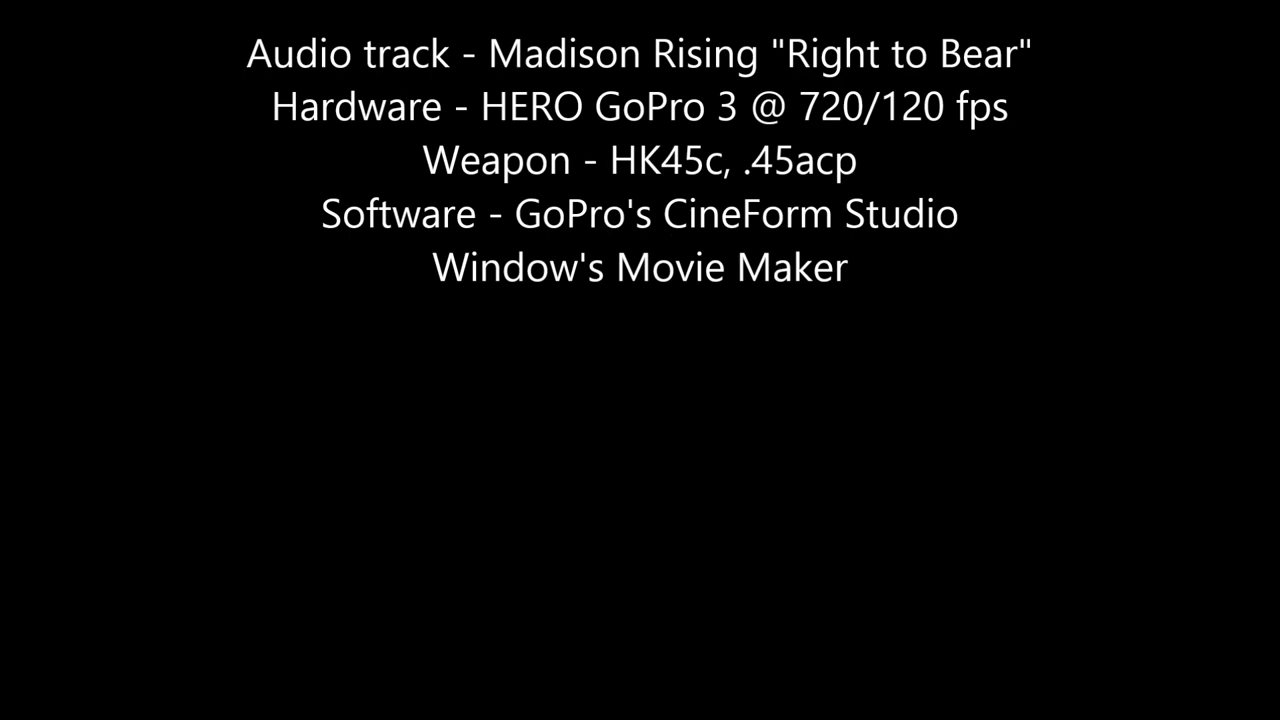 Audio track - Madison Rising "Right to Bear"
Hardware - HERO GoPro 3 @ 720/120 fps
Weapon - HK45c, .45acp
Software - GoPro's CineForm Studio
Window's Movie Maker